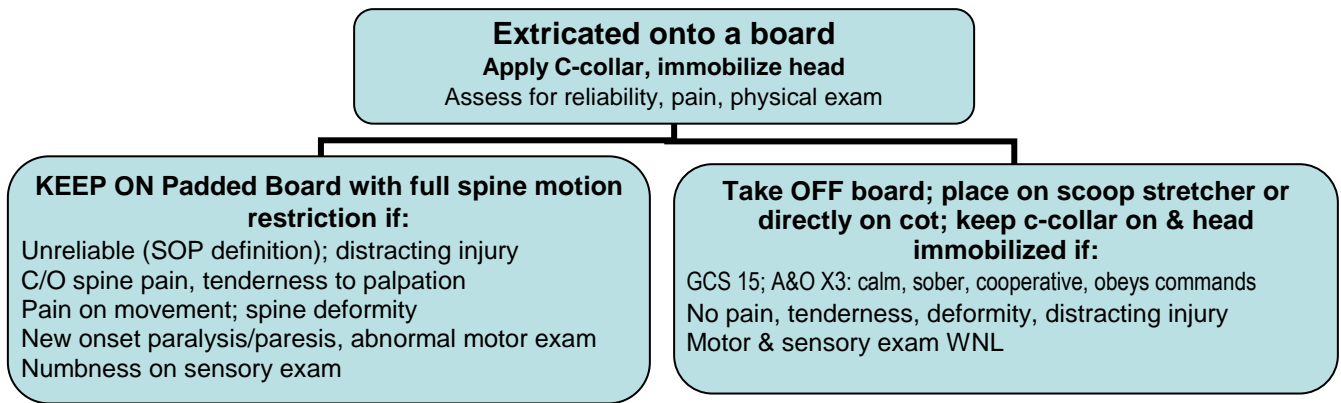 Extricated onto a board
Apply C-collar, immobilize head
Assess for reliability, pain, physical exam
KEEP ON Padded Board with full spine motion
restriction if:
Unreliable (SOP definition); distracting injury
C/O spine pain, tenderness to palpation
Pain on movement; spine deformity
New onset paralysis/paresis, abnormal motor exam
Numbness on sensory exam
Take OFF board; place on scoop stretcher or
directly on cot; keep c-collar on & head
immobilized if:
GCS 15; A&O X3: calm, sober, cooperative, obeys commands
No pain, tenderness, deformity, distracting injury
Motor & sensory exam WNL